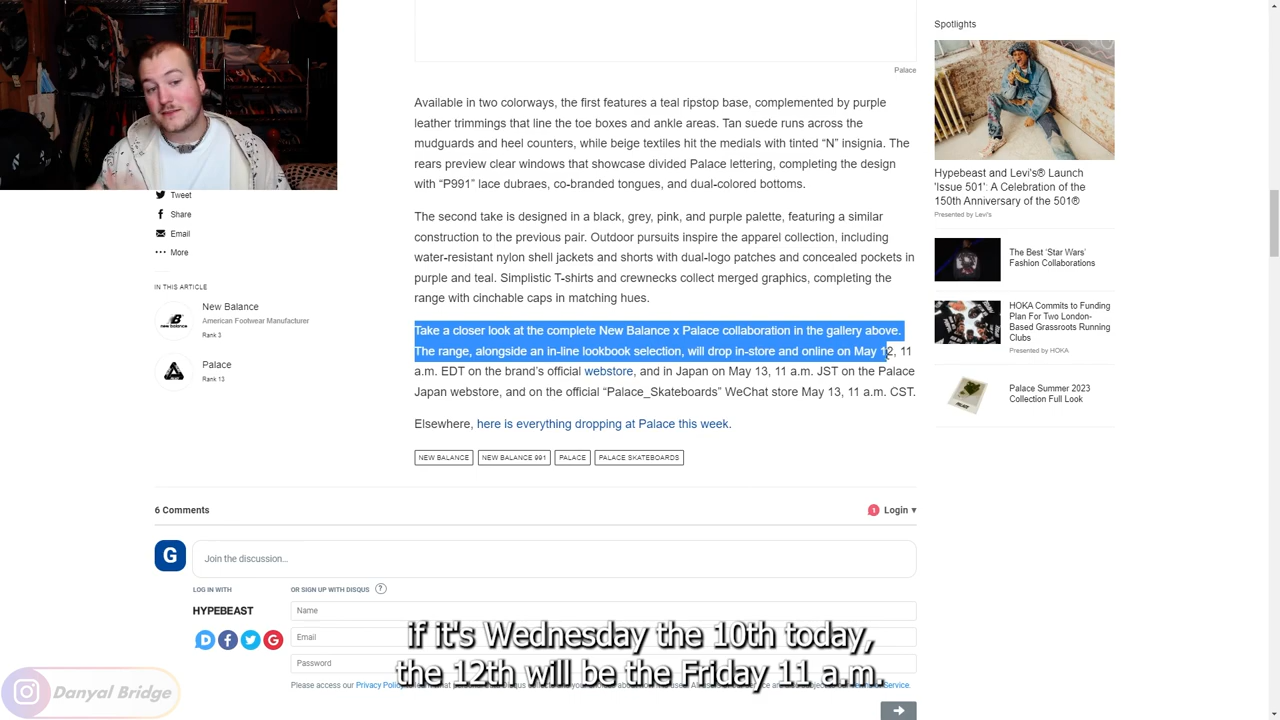 Palace
Spotlights
Available in two colorways, the first features a teal ripstop base, complemented by purple
leather trimmings that line the toe boxes and ankle areas. Tan suede runs across the
mudguards and heel counters, while beige textiles hit the medials with tinted “N” insignia. The
rears preview clear windows that showcase divided Palace lettering, completing the design
with “P991” lace dubraes, co-branded tongues, and dual-colored bottoms.
The second take is designed in a black, grey, pink, and purple palette, featuring a similar
construction to the previous pair. Outdoor pursuits inspire the apparel collection, including
water-resistant nylon shell jackets and shorts with dual-logo patches and concealed pockets in
purple and teal. Simplistic T-shirts and crewnecks collect merged graphics, completing the
range with cinchable caps in matching hues.
Take a closer look at the complete New Balance x Palace collaboration in the gallery above.
The range, alongside an in-line lookbook selection, will drop in-store and online on May 12, 11
a.m. EDT on the brand’s official webstore, and in Japan on May 13, 11 a.m. JST on the Palace
Japan webstore, and on the official “Palace_Skateboards” WeChat store May 13, 11 a.m. CST.
Elsewhere, here is everything dropping at Palace this week.
NEW BALANCE
NEW BALANCE 991
PALACE
PALACE SKATEBOARDS
Tweet
Share
Email
More
IN THIS ARTICLE
New Balance
American Footwear Manufacturer
Rank 3
Palace
Rank 13
Hypebeast and Levi's® Launch
'Issue 501': A Celebration of the
150th Anniversary of the 501®
Presented by Levi's
The Best ‘Star Wars’
Fashion Collaborations
HOKA Commits to Funding
Plan For Two London-
Based Grassroots Running
Clubs
Presented by HOKA
Palace Summer 2023
Collection Full Look
6 Comments
1 Login
G
Join the discussion...
LOG IN WITH
OR SIGN UP WITH DISQUS ?
HYPEBEAST
Name
Email
Password
Please access our Privacy Policy
if it's Wednesday the 10th today,
the 12th will be the Friday 11 a.m.
Danyal Bridge